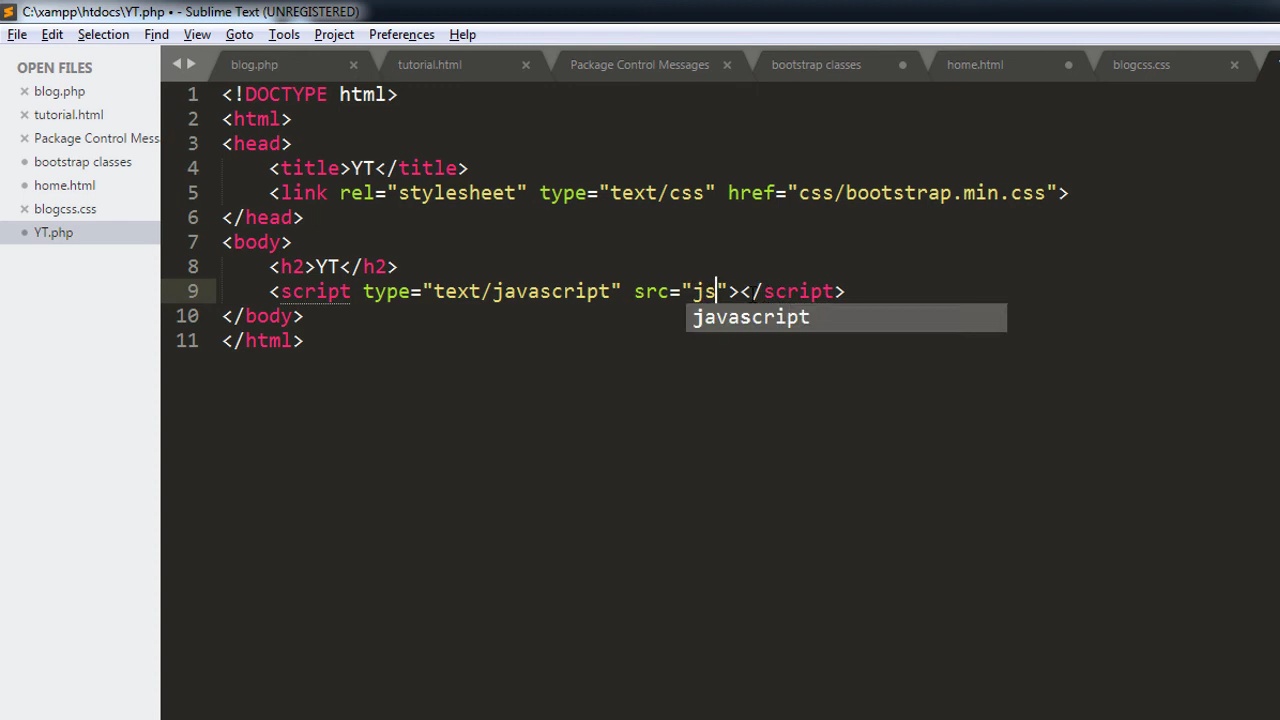 C:\xampp\htdocs\YT.php • - Sublime Text (UNREGISTERED)
File Edit Selection Find View Goto Tools Project Preferences Help
OPEN FILES
blog.php
tutorial.html
Package Control Mess
bootstrap classes
home.html
blogcss.css
YT.php
blog.php tutorial.html Package Control Messages bootstrap classes home.html blogcss.css
1 <!DOCTYPE html>
2 <html>
3 <head>
4 <title>YT</title>
5 <link rel="stylesheet" type="text/css" href="css/bootstrap.min.css">
6 </head>
7 <body>
8 <h2>YT</h2>
9 <script type="text/javascript" src="js"></script>
javascript
10 </body>
11 </html>